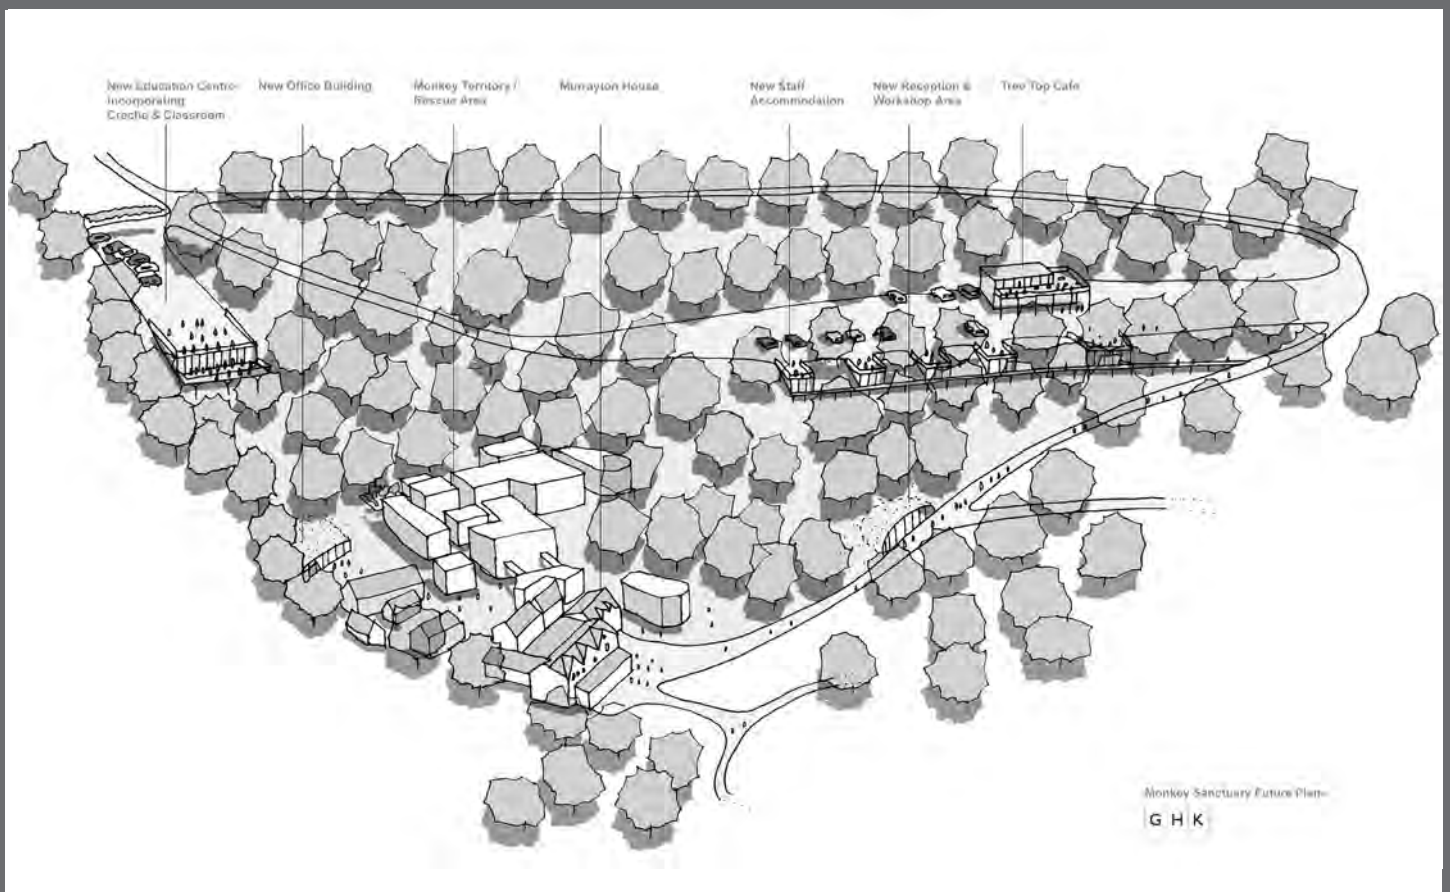 New Education Centre-
Incorporating
Creche & Classroom
New Office Building
Monkey Territory /
Rescue Area
Murrayton House
New Staff
Accommodation
New Reception &
Workshop Area
Tree Top Cafe
Monkey Sanctuary Future Plan-
G H K